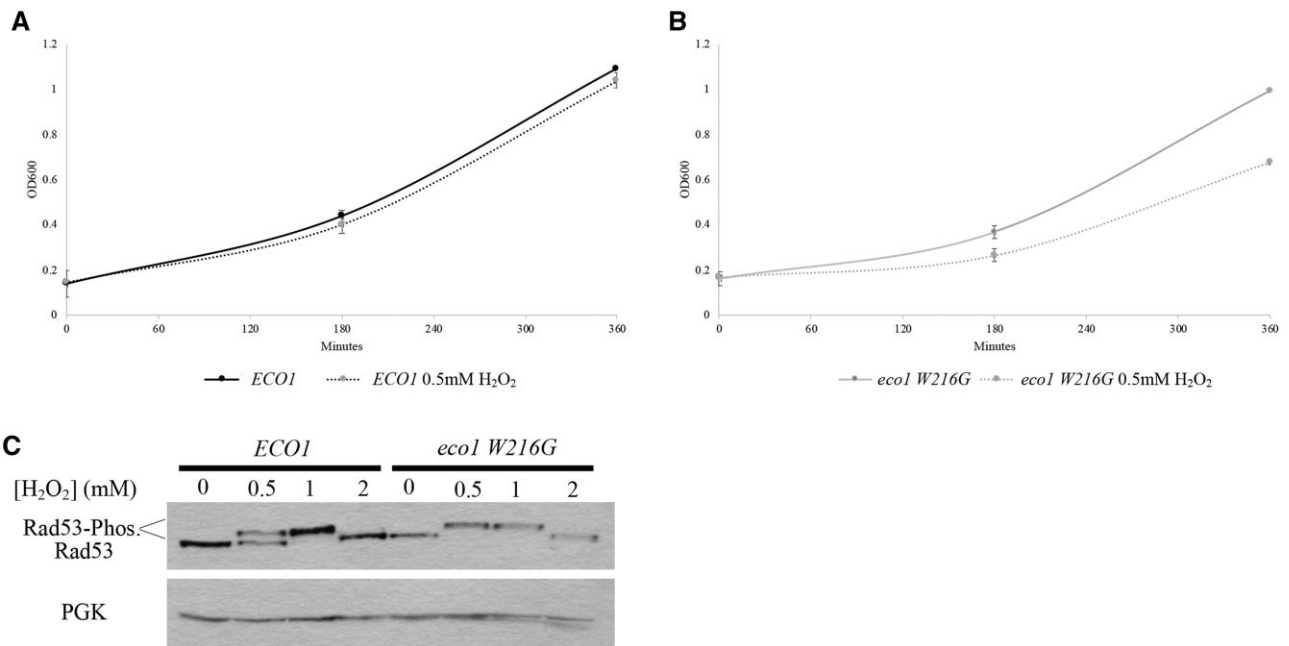 A
1.2
1
0.8
0.6
0.4
0.2
0
OD600
0 60 120 180 240 300 360
Minutes
ECO1 ECO1 0.5mM H₂O₂
B
1.2
1
0.8
0.6
0.4
0.2
0
OD600
0 60 120 180 240 300 360
Minutes
eco1 W216G eco1 W216G 0.5mM H₂O₂
C
ECO1 eco1 W216G
[H₂O₂] (mM) 0 0.5 1 2 0 0.5 1 2
Rad53-Phos.
Rad53
PGK